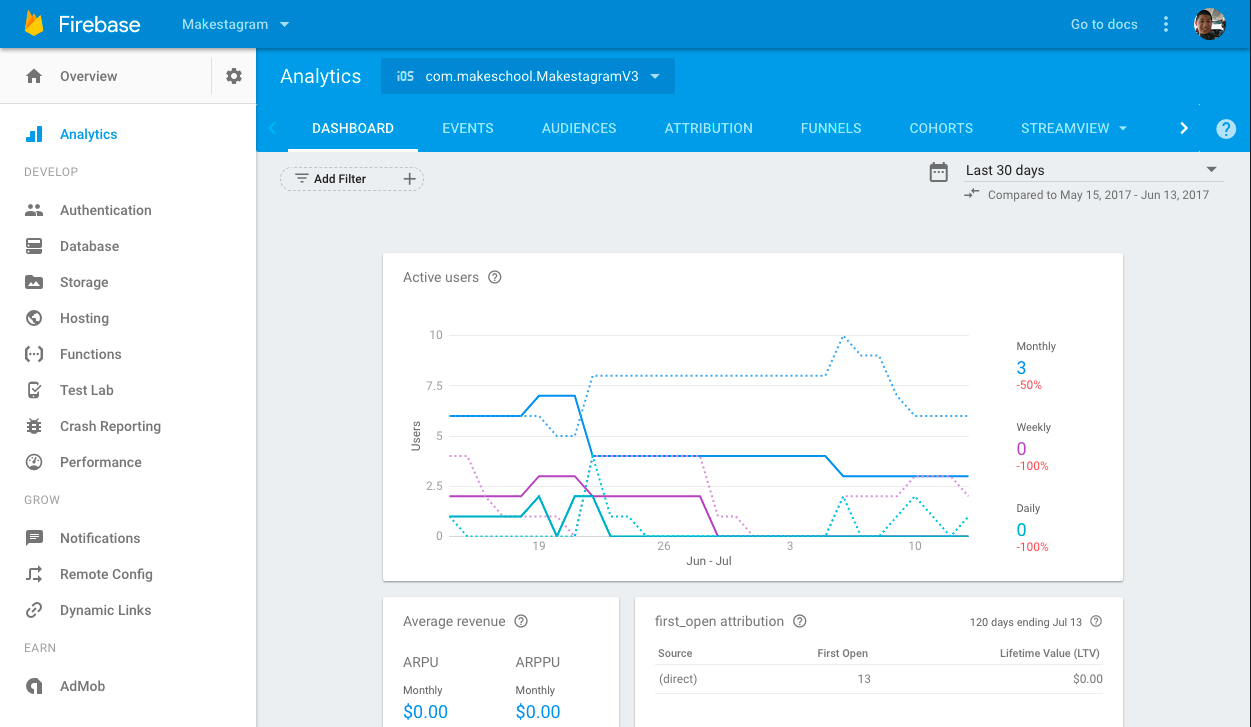 Firebase
Makestagram
Go to docs
Overview
Analytics
iOS com.makeschool.MakestagramV3
DASHBOARD EVENTS AUDIENCES ATTRIBUTION FUNNELS COHORTS STREAMVIEW
?
Analytics
DEVELOP
Authentication
Database
Storage
Hosting
Functions
Test Lab
Crash Reporting
Performance
GROW
Notifications
Remote Config
Dynamic Links
EARN
AdMob
Add Filter
Last 30 days
Compared to May 15, 2017 - Jun 13, 2017
Active users ?
Users
10
7.5
5
2.5
0
19 26 3 10
Jun - Jul
Monthly
3
-50%
Weekly
0
-100%
Daily
0
-100%
Average revenue ?
ARPU ARPPU
Monthly Monthly
$0.00 $0.00
first_open attribution ?
120 days ending Jul 13 ?
Source First Open Lifetime Value (LTV)
(direct) 13 $0.00